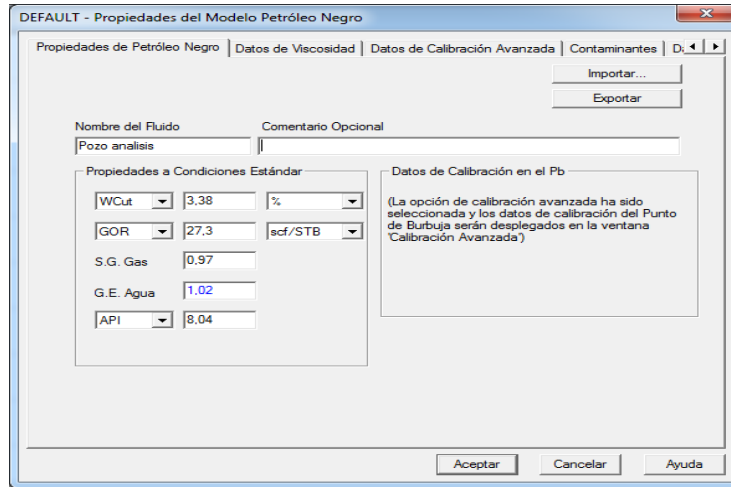 DEFAULT - Propiedades del Modelo Petróleo Negro
Propiedades de Petróleo Negro Datos de Viscosidad Datos de Calibración Avanzada Contaminantes D
Importar...
Exportar
Nombre del Fluido Comentario Opcional
Pozo analisis
Propiedades a Condiciones Estándar Datos de Calibración en el Pb
WCut 3,38 %
GOR 27,3 scf/STB
S.G. Gas 0,97
G.E. Agua 1,02
API 8,04
(La opción de calibración avanzada ha sido
seleccionada y los datos de calibración del Punto
de Burbuja serán desplegados en la ventana
'Calibración Avanzada')
Aceptar Cancelar Ayuda